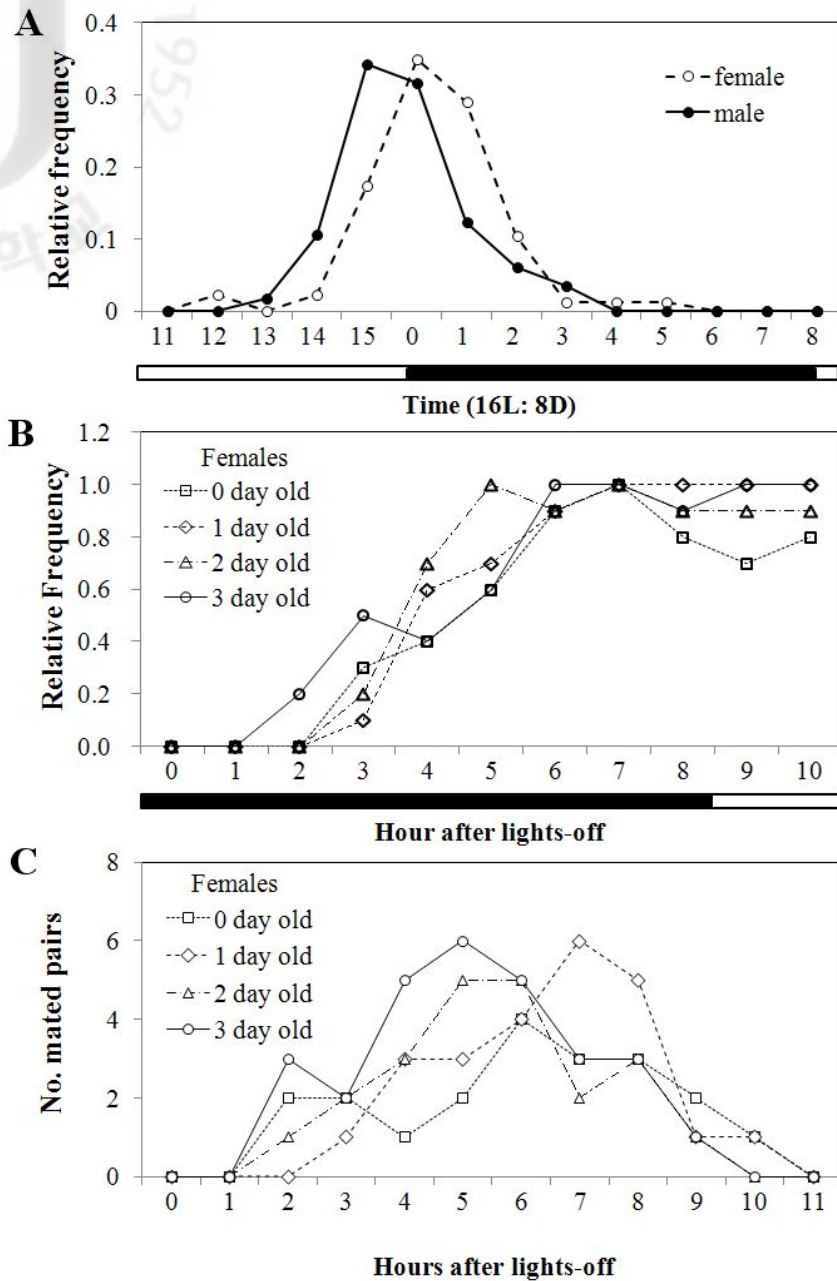 A
0.4
0.3
0.2
0.1
0
Relative frequency
female
male
11 12 13 14 15 0 1 2 3 4 5 6 7 8
Time (16L: 8D)
1952
B
1.2
1.0
0.8
0.6
0.4
0.2
0.0
Relative Frequency
Females
0 day old
1 day old
2 day old
3 day old
0 1 2 3 4 5 6 7 8 9 10
Hour after lights-off
C
8
6
4
2
0
No. mated pairs
Females
0 day old
1 day old
2 day old
3 day old
0 1 2 3 4 5 6 7 8 9 10 11
Hours after lights-off